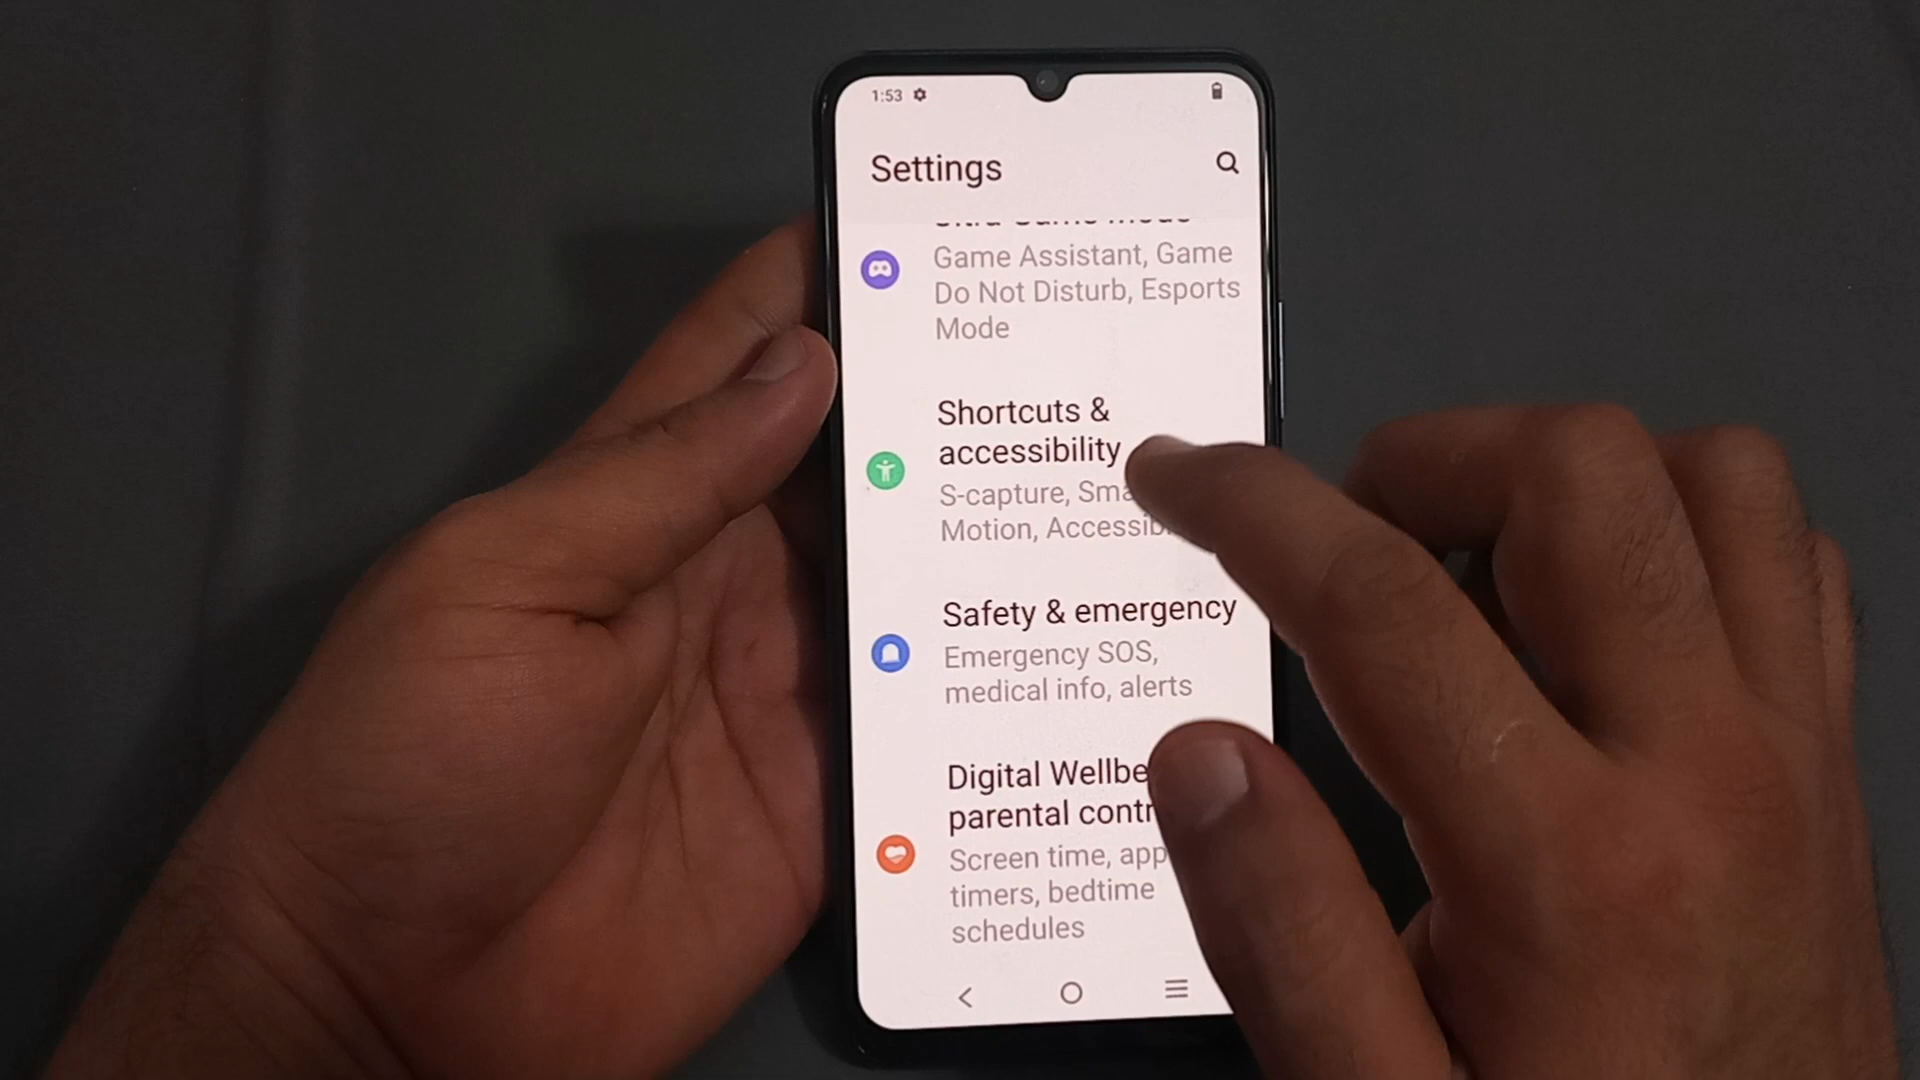 1:53
Settings
Game Assistant, Game
Do Not Disturb, Esports
Mode
Shortcuts &
accessibility
S-capture,
Motion,
Safety & emergency
Emergency SOS,
medical info, alerts
Digital
parental
Screen time, app
timers, bedtime
schedules